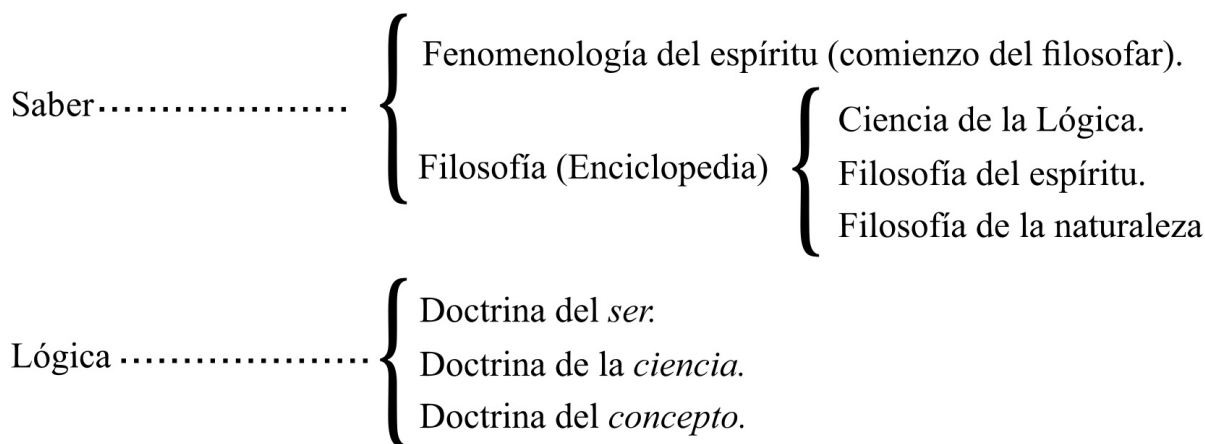 Fenomenología del espíritu (comienzo del filosofar).
Saber....................
Ciencia de la Lógica.
Filosofía (Enciclopedia)
Filosofía del espíritu.
Filosofía de la naturaleza
Doctrina del ser.
Lógica ....................
Doctrina de la ciencia.
Doctrina del concepto.